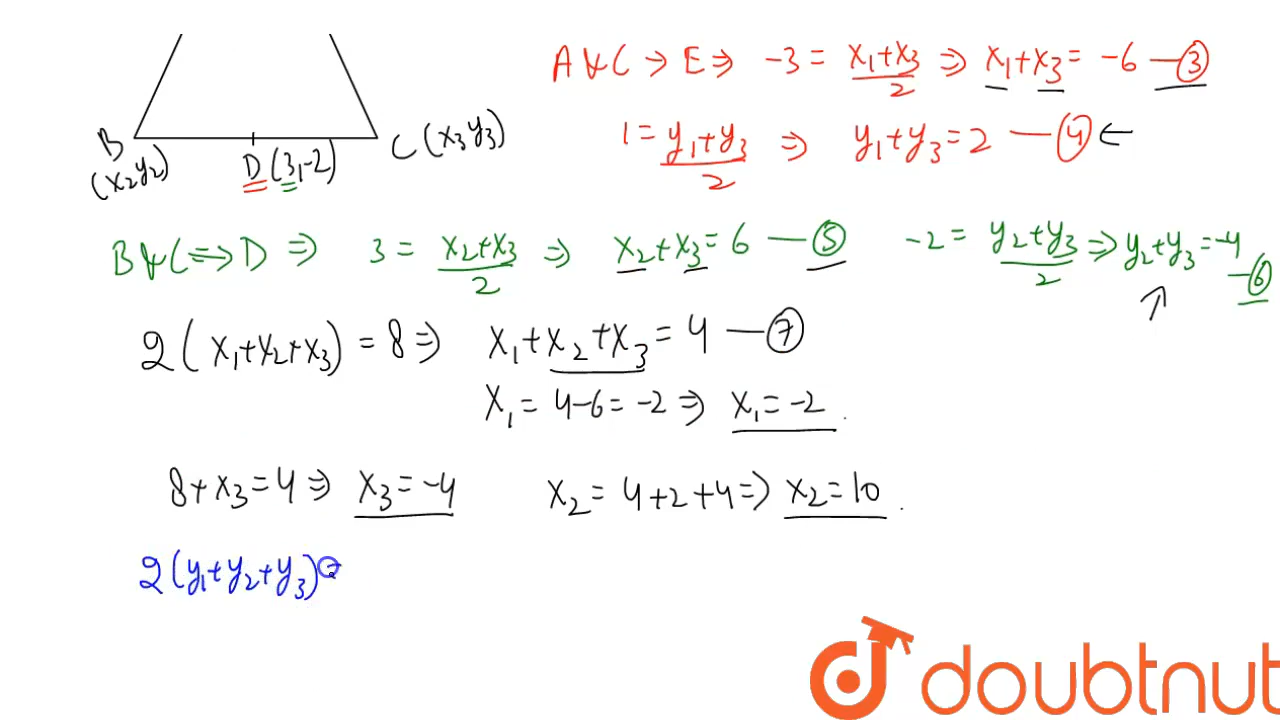 A & C → E ⇒ -3 = (x₁+x₃)/2 ⇒ x₁+x₃ = -6 — ③
1 = (y₁+y₃)/2 ⇒ y₁+y₃ = 2 — ④ ←
B
(x₂y₂)
D (3,-2)
C (x₃y₃)
B & C ⇔ D ⇒ 3 = (x₂+x₃)/2 ⇒ x₂+x₃ = 6 — ⑤ -2 = (y₂+y₃)/2 ⇒ y₂+y₃ = -4 — ⑥
2(x₁+x₂+x₃) = 8 ⇒ x₁+x₂+x₃ = 4 — ⑦
x₁ = 4-6 = -2 ⇒ x₁ = -2
8+x₃ = 4 ⇒ x₃ = -4 x₂ = 4+2+4 ⇒ x₂ = 10
2(y₁+y₂+y₃)
doubtnut